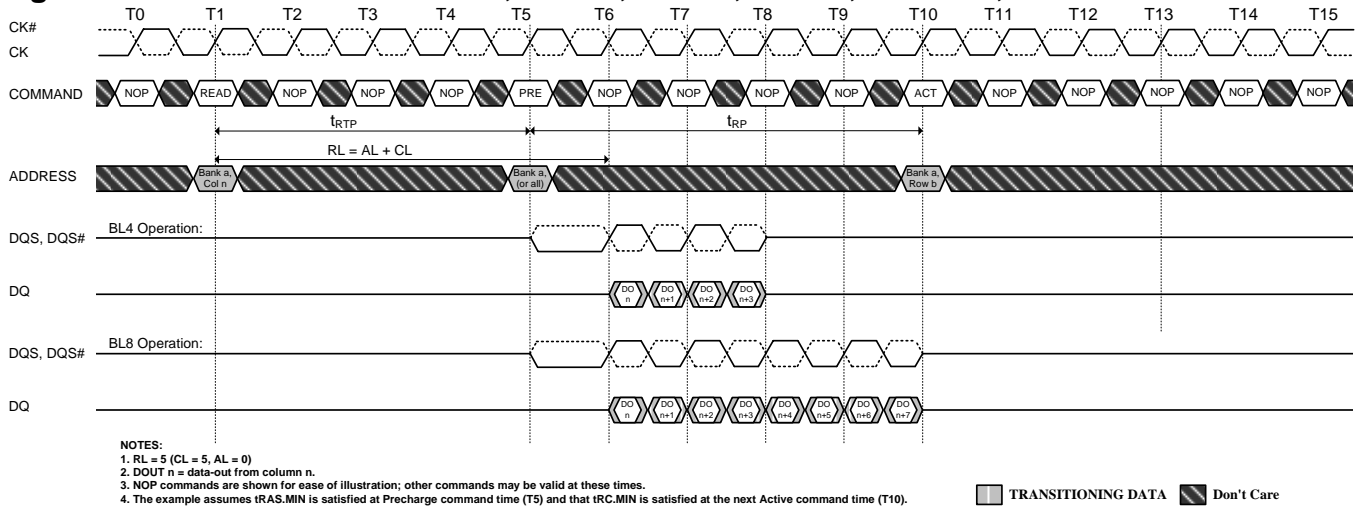 T0 T1 T2 T3 T4 T5 T6 T7 T8 T9 T10 T11 T12 T13 T14 T15
CK#
CK
COMMAND NOP READ NOP NOP NOP PRE NOP NOP NOP NOP ACT NOP NOP NOP NOP NOP
tRTP tRP
RL = AL + CL
ADDRESS Bank a, Col n Bank a, (or all) Bank a, Row b
BL4 Operation:
DQS, DQS#
DQ DO n DO n+1 DO n+2 DO n+3
BL8 Operation:
DQS, DQS#
DQ DO n DO n+1 DO n+2 DO n+3 DO n+4 DO n+5 DO n+6 DO n+7
NOTES:
1. RL = 5 (CL = 5, AL = 0)
2. DOUT n = data-out from column n.
3. NOP commands are shown for ease of illustration; other commands may be valid at these times.
4. The example assumes tRAS.MIN is satisfied at Precharge command time (T5) and that tRC.MIN is satisfied at the next Active command time (T10).
TRANSITIONING DATA Don't Care